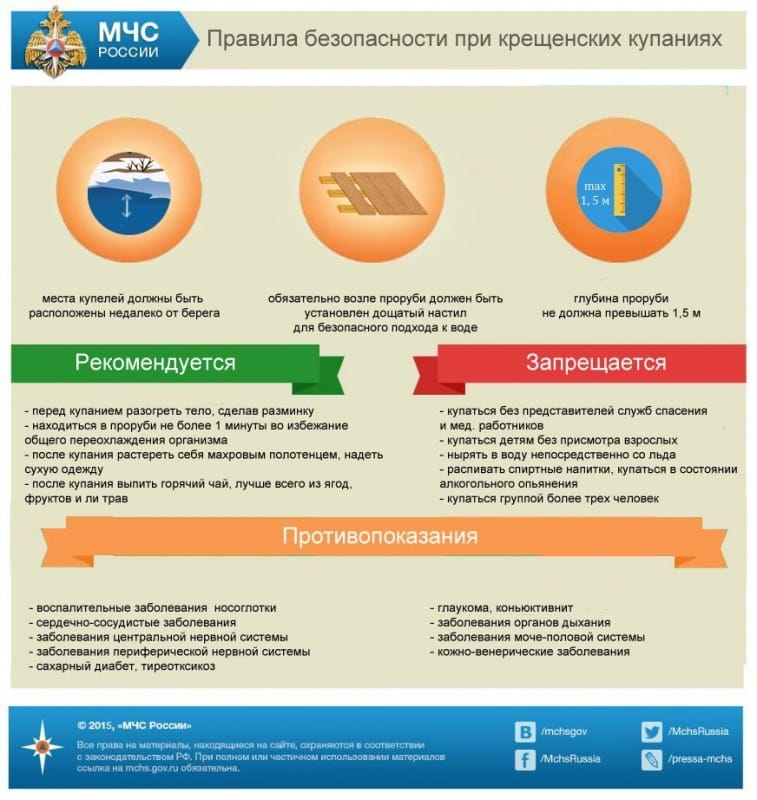 МЧС
РОССИИ
Правила безопасности при крещенских купаниях
max
1, 5 м
места купелей должны быть
расположены недалеко от берега
обязательно возле проруби должен быть
установлен дощатый настил
для безопасного подхода к воде
глубина проруби
не должна превышать 1,5 м
Рекомендуется
- перед купанием разогреть тело, сделав разминку
- находиться в проруби не более 1 минуты во избежание
общего переохлаждения организма
- после купания растереть себя махровым полотенцем, надеть
сухую одежду
- после купания выпить горячий чай, лучше всего из ягод,
фруктов и ли трав
Запрещается
- купаться без представителей служб спасения
и мед. работников
- купаться детям без присмотра взрослых
- нырять в воду непосредственно со льда
- распивать спиртные напитки, купаться в состоянии
алкогольного опьянения
- купаться группой более трех человек
Противопоказания
- воспалительные заболевания носоглотки
- сердечно-сосудистые заболевания
- заболевания центральной нервной системы
- заболевания периферической нервной системы
- сахарный диабет, тиреотксикоз
- глаукома, коньюктивнит
- заболевания органов дыхания
- заболевания моче-половой системы
- кожно-венерические заболевания
© 2015, «МЧС России»
Все права на материалы, находящиеся на сайте, охраняются в соответствии
с законодательством РФ. При полном или частичном использовании материалов
ссылка на mchs.gov.ru обязательна.
В /mchsgov
f /MchsRussia
/MchsRussia
/pressa-mchs